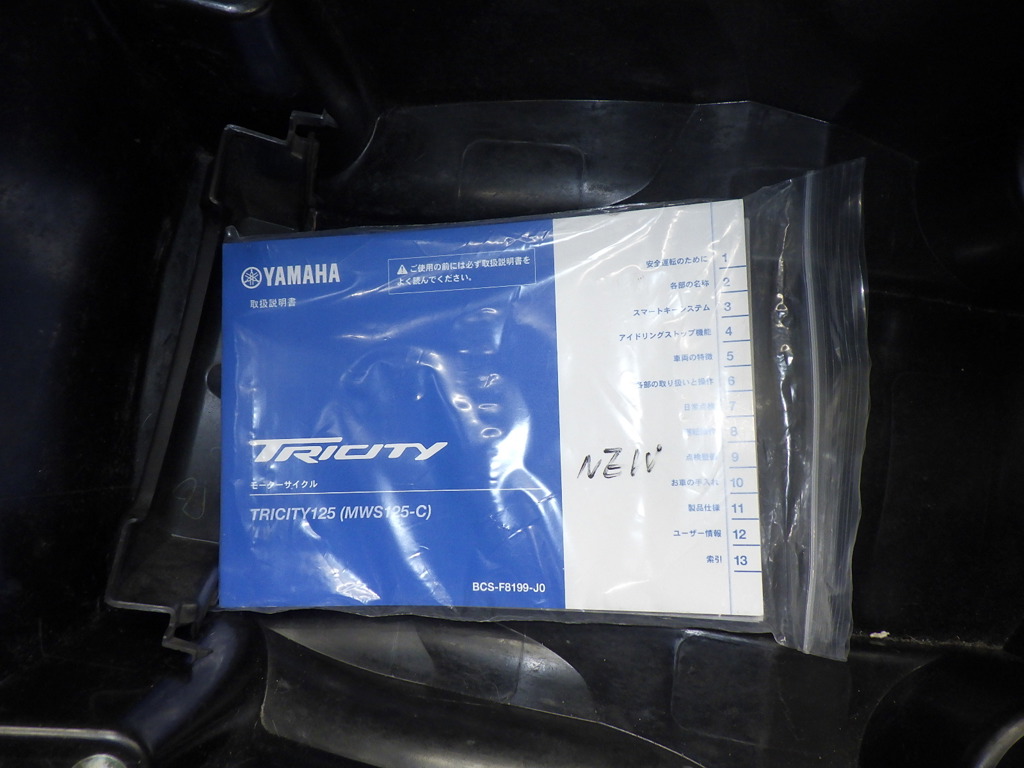 YAMAHA
取扱説明書
ご使用の前には必ず取扱説明書を
よく読んでください。
TRICITY
モーターサイクル
TRICITY125 (MWS125-C)
BCS-F8199-J0
安全運転のために 1
各部の名称 2
スマートキーシステム 3
アイドリングストップ機能 4
車両の特徴 5
各部の取り扱いと操作 6
日常点検 7
8
点検整備 9
お車の手入れ 10
製品仕様 11
ユーザー情報 12
索引 13
NEW